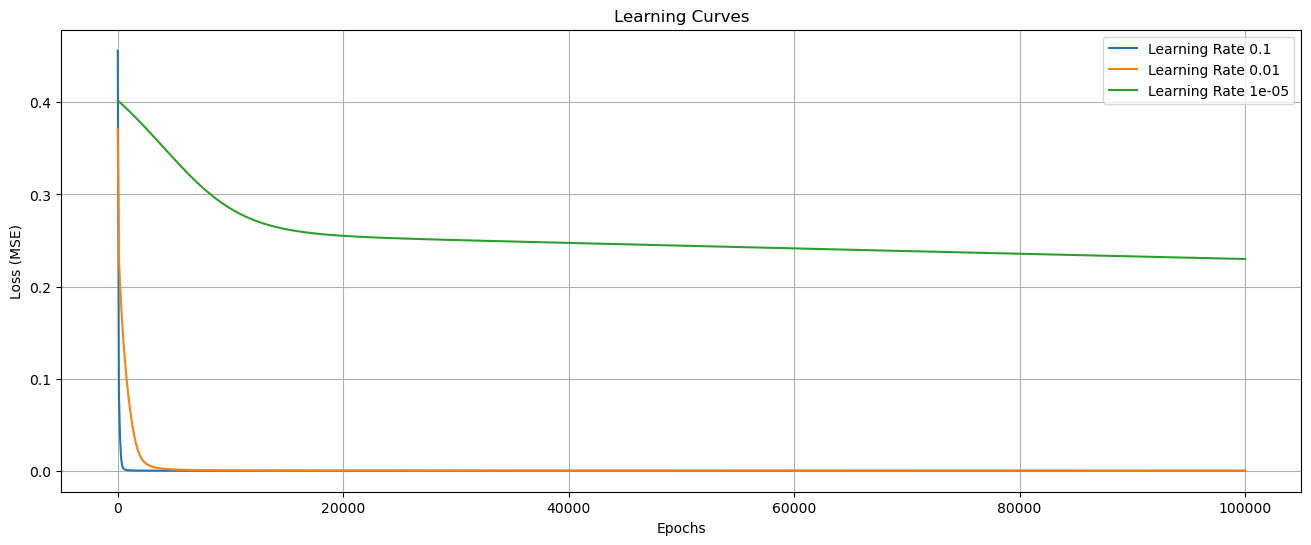 Learning Curves
Learning Rate 0.1
Learning Rate 0.01
Learning Rate 1e-05
Loss (MSE)
0.4
0.3
0.2
0.1
0.0
0
20000
40000
60000
80000
100000
Epochs